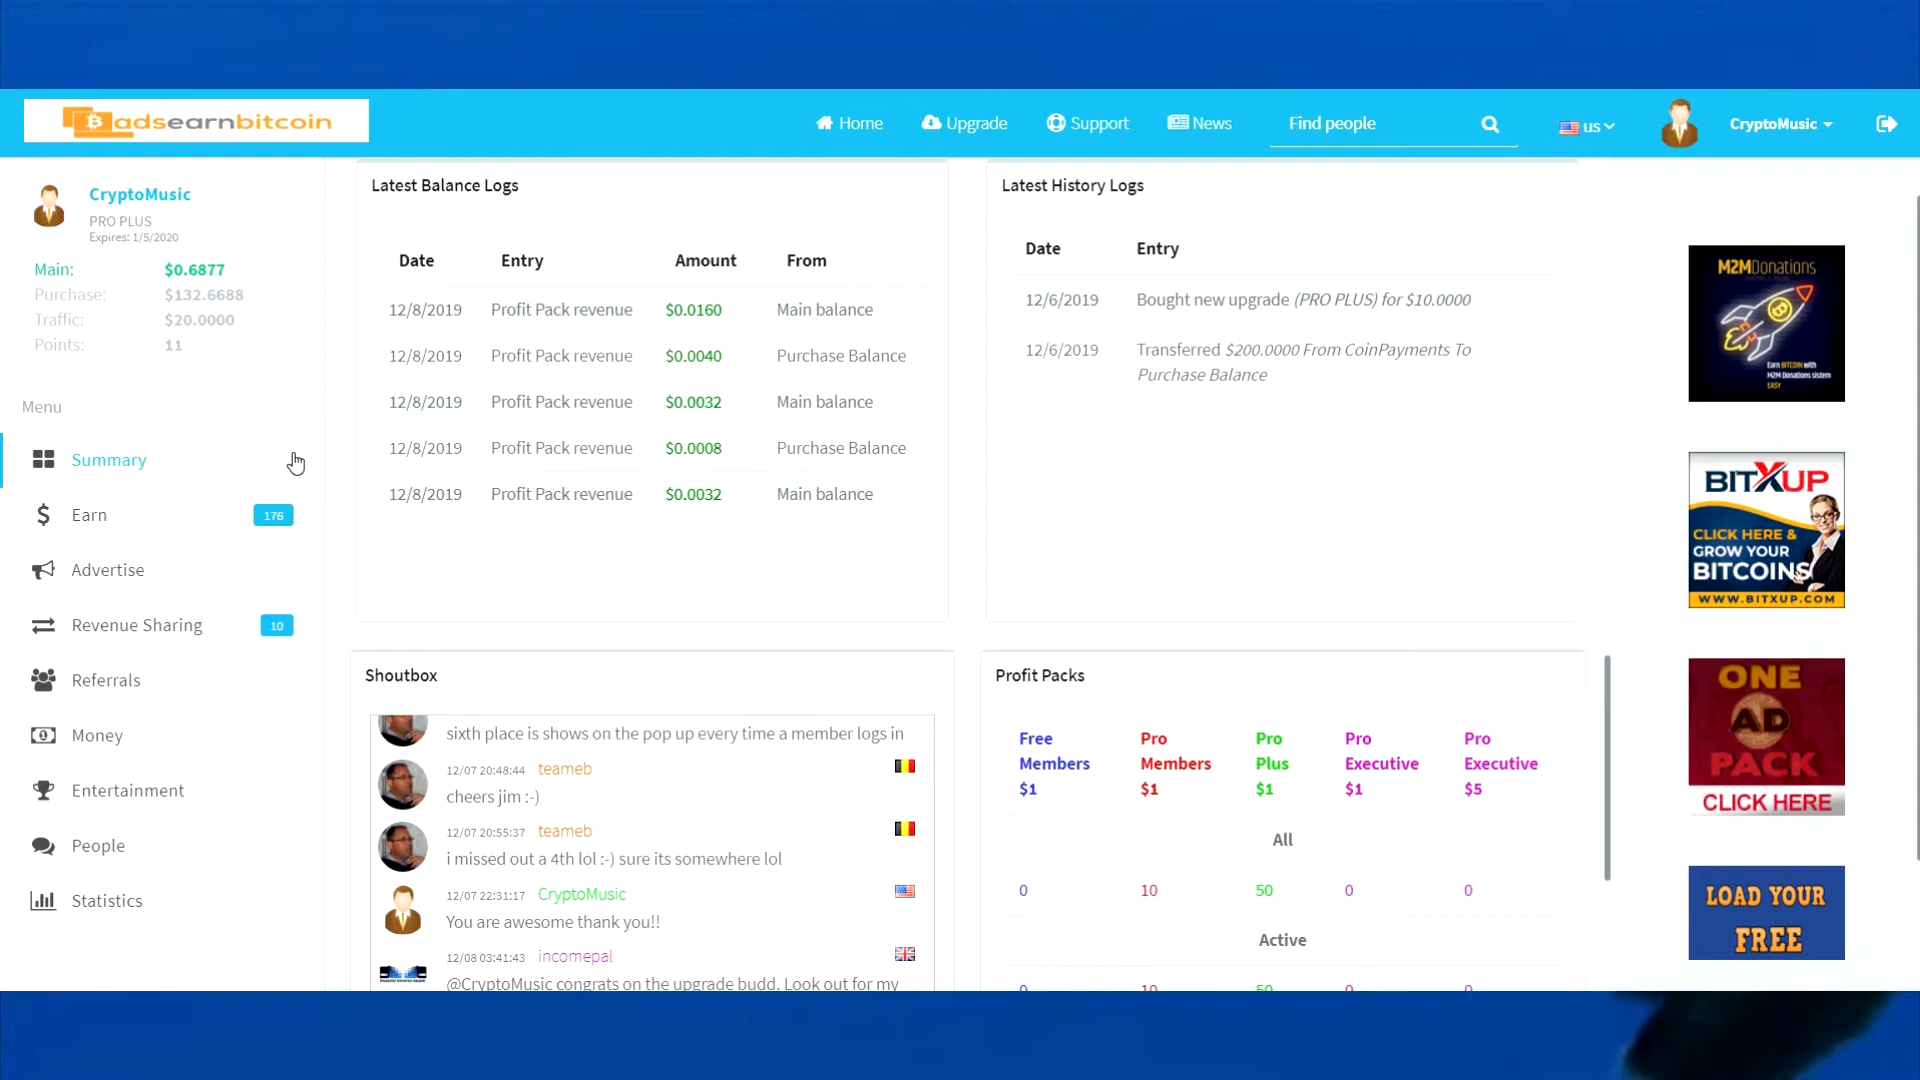 adsearnbitcoin
Home
Upgrade
Support
News
Find people
us
CryptoMusic
CryptoMusic
PRO PLUS
Expires: 1/5/2020
Main: $0.6877
Purchase: $132.6688
Traffic: $20.0000
Points: 11
Menu
Summary
Earn 176
Advertise
Revenue Sharing 10
Referrals
Money
Entertainment
People
Statistics
Latest Balance Logs
Date Entry Amount From
12/8/2019 Profit Pack revenue $0.0160 Main balance
12/8/2019 Profit Pack revenue $0.0040 Purchase Balance
12/8/2019 Profit Pack revenue $0.0032 Main balance
12/8/2019 Profit Pack revenue $0.0008 Purchase Balance
12/8/2019 Profit Pack revenue $0.0032 Main balance
Latest History Logs
Date Entry
12/6/2019 Bought new upgrade (PRO PLUS) for $10.0000
12/6/2019 Transferred $200.0000 From CoinPayments To
Purchase Balance
Shoutbox
sixth place is shows on the pop up every time a member logs in
12/07 20:48:44 teameb
cheers jim :-)
12/07 20:55:37 teameb
i missed out a 4th lol :-) sure its somewhere lol
12/07 22:31:17 CryptoMusic
You are awesome thank you!!
12/08 03:41:43 incomepal
@CryptoMusic congrats on the upgrade budd. Look out for my
Profit Packs
Free Pro Pro Pro Pro
Members Members Plus Executive Executive
$1 $1 $1 $1 $5
All
0 10 50 0 0
Active
0 10 50 0 0
M2MDonations
Earn BITCOIN with
M2M Donations sistem
EASY
BITXUP
CLICK HERE &
GROW YOUR
BITCOINS
WWW.BITXUP.COM
ONE
AD
PACK
CLICK HERE
LOAD YOUR
FREE